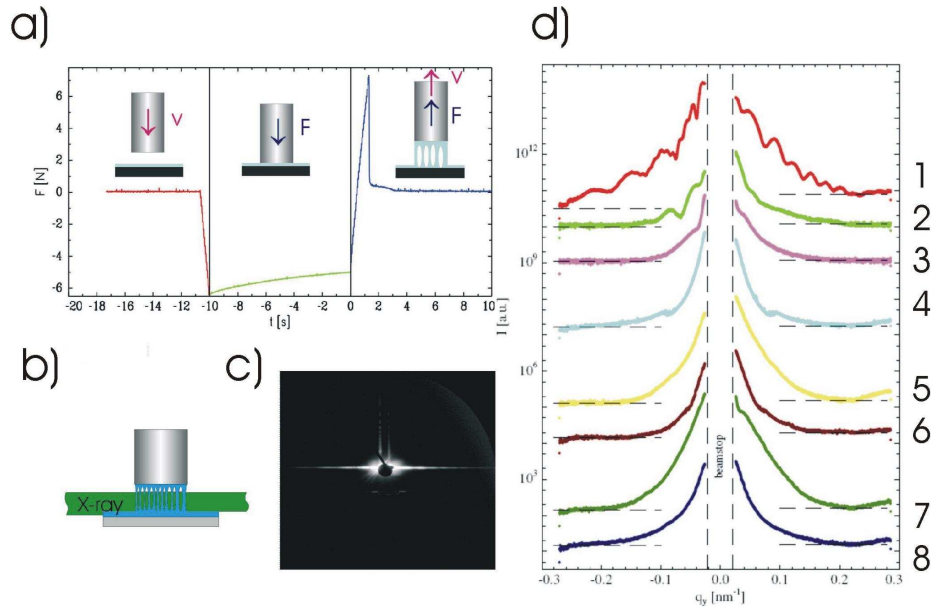 a)
F [N]
6
4
2
0
-2
-4
-6
V
F
V
F
-20 -18 -16 -14 -12 -10 -8 -6 -4 -2 0 2 4 6 8 10
t [s]
b)
X-ray
c)
d)
I [a.u.]
10¹²
10⁹
10⁶
10³
beamstop
1
2
3
4
5
6
7
8
-0.3 -0.2 -0.1 0.0 0.1 0.2 0.3
qᵧ [nm⁻¹]